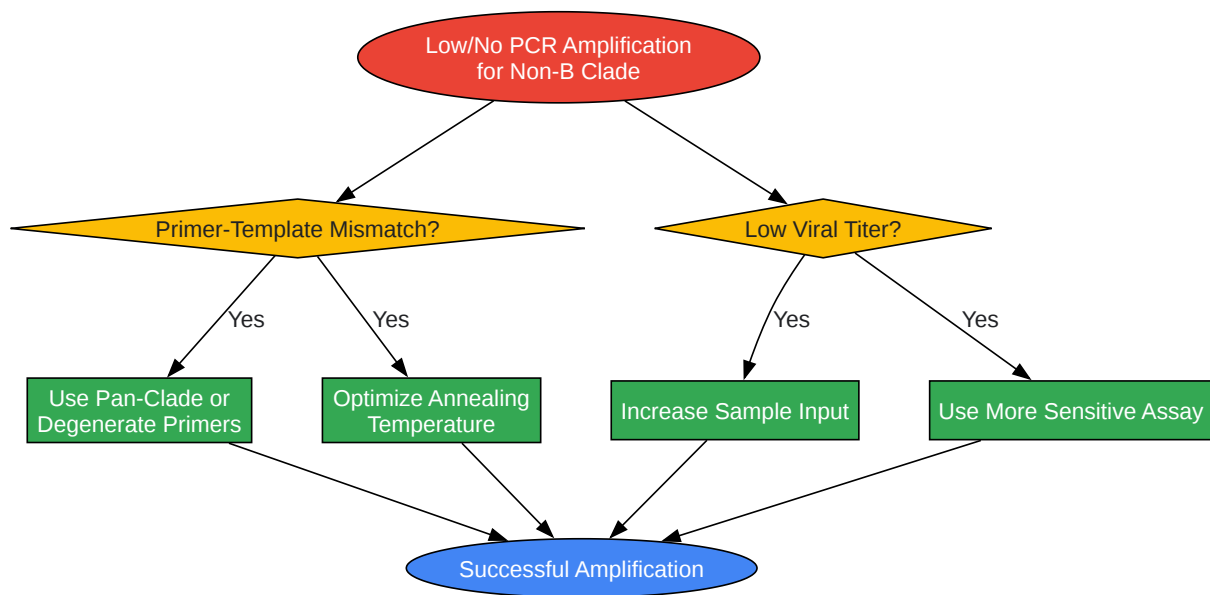 Low/No PCR Amplification
for Non-B Clade
Primer-Template Mismatch?
Low Viral Titer?
Yes
Yes
Yes
Yes
Use Pan-Clade or
Degenerate Primers
Optimize Annealing
Temperature
Increase Sample Input
Use More Sensitive Assay
Successful Amplification